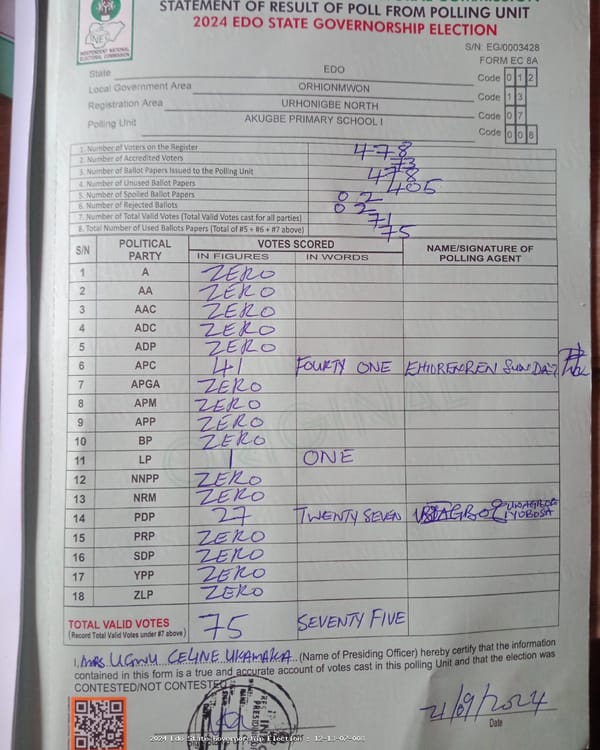 STATEMENT OF RESULT OF POLL FROM POLLING UNIT
2024 EDO STATE GOVERNORSHIP ELECTION
INEC
INDEPENDENT NATIONAL ELECTORAL COMMISSION
S/N: EG/0003428
FORM EC 8A
State EDO Code 0 1 2
Local Government Area ORHIONMWON Code 1 3
Registration Area URHONIGBE NORTH Code 0 7
Polling Unit AKUGBE PRIMARY SCHOOL I Code 0 0 8
1. Number of Voters on the Register 478
2. Number of Accredited Voters 73
3. Number of Ballot Papers Issued to the Polling Unit 478
4. Number of Unused Ballot Papers 405
5. Number of Spoiled Ballot Papers 02
6. Number of Rejected Ballots 02
7. Number of Total Valid Votes (Total Valid Votes cast for all parties) 71
8. Total Number of Used Ballots Papers (Total of #5 + #6 + #7 above) 75
S/N POLITICAL PARTY VOTES SCORED NAME/SIGNATURE OF POLLING AGENT
IN FIGURES IN WORDS
1 A ZERO
2 AA ZERO
3 AAC ZERO
4 ADC ZERO
5 ADP ZERO
6 APC 41 FOURTY ONE EHIORENREN SUNDAY
7 APGA ZERO
8 APM ZERO
9 APP ZERO
10 BP ZERO
11 LP 1 ONE
12 NNPP ZERO
13 NRM ZERO
14 PDP 27 TWENTY SEVEN IYOBOSA
15 PRP ZERO
16 SDP ZERO
17 YPP ZERO
18 ZLP ZERO
ORIGINAL
TOTAL VALID VOTES 75 SEVENTY FIVE
(Record Total Valid Votes under #7 above)
I, MRS UGWU CELINE UKAMAKA (Name of Presiding Officer) hereby certify that the information
contained in this form is a true and accurate account of votes cast in this polling Unit and that the election was
CONTESTED/NOT CONTESTED
21/09/2024
Date
2024 Edo State Governorship Election : 12-13-07-008